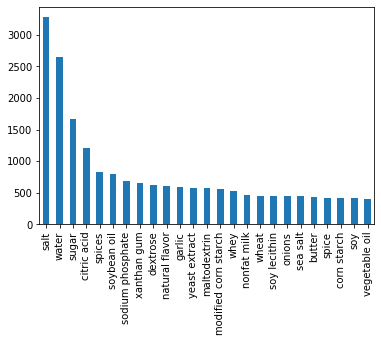 3000
2500
2000
1500
1000
500
0
salt
water
sugar
citric acid
spices
soybean oil
sodium phosphate
xanthan gum
dextrose
natural flavor
garlic
yeast extract
maltodextrin
modified corn starch
whey
nonfat milk
wheat
soy lecithin
onions
sea salt
butter
spice
corn starch
soy
vegetable oil